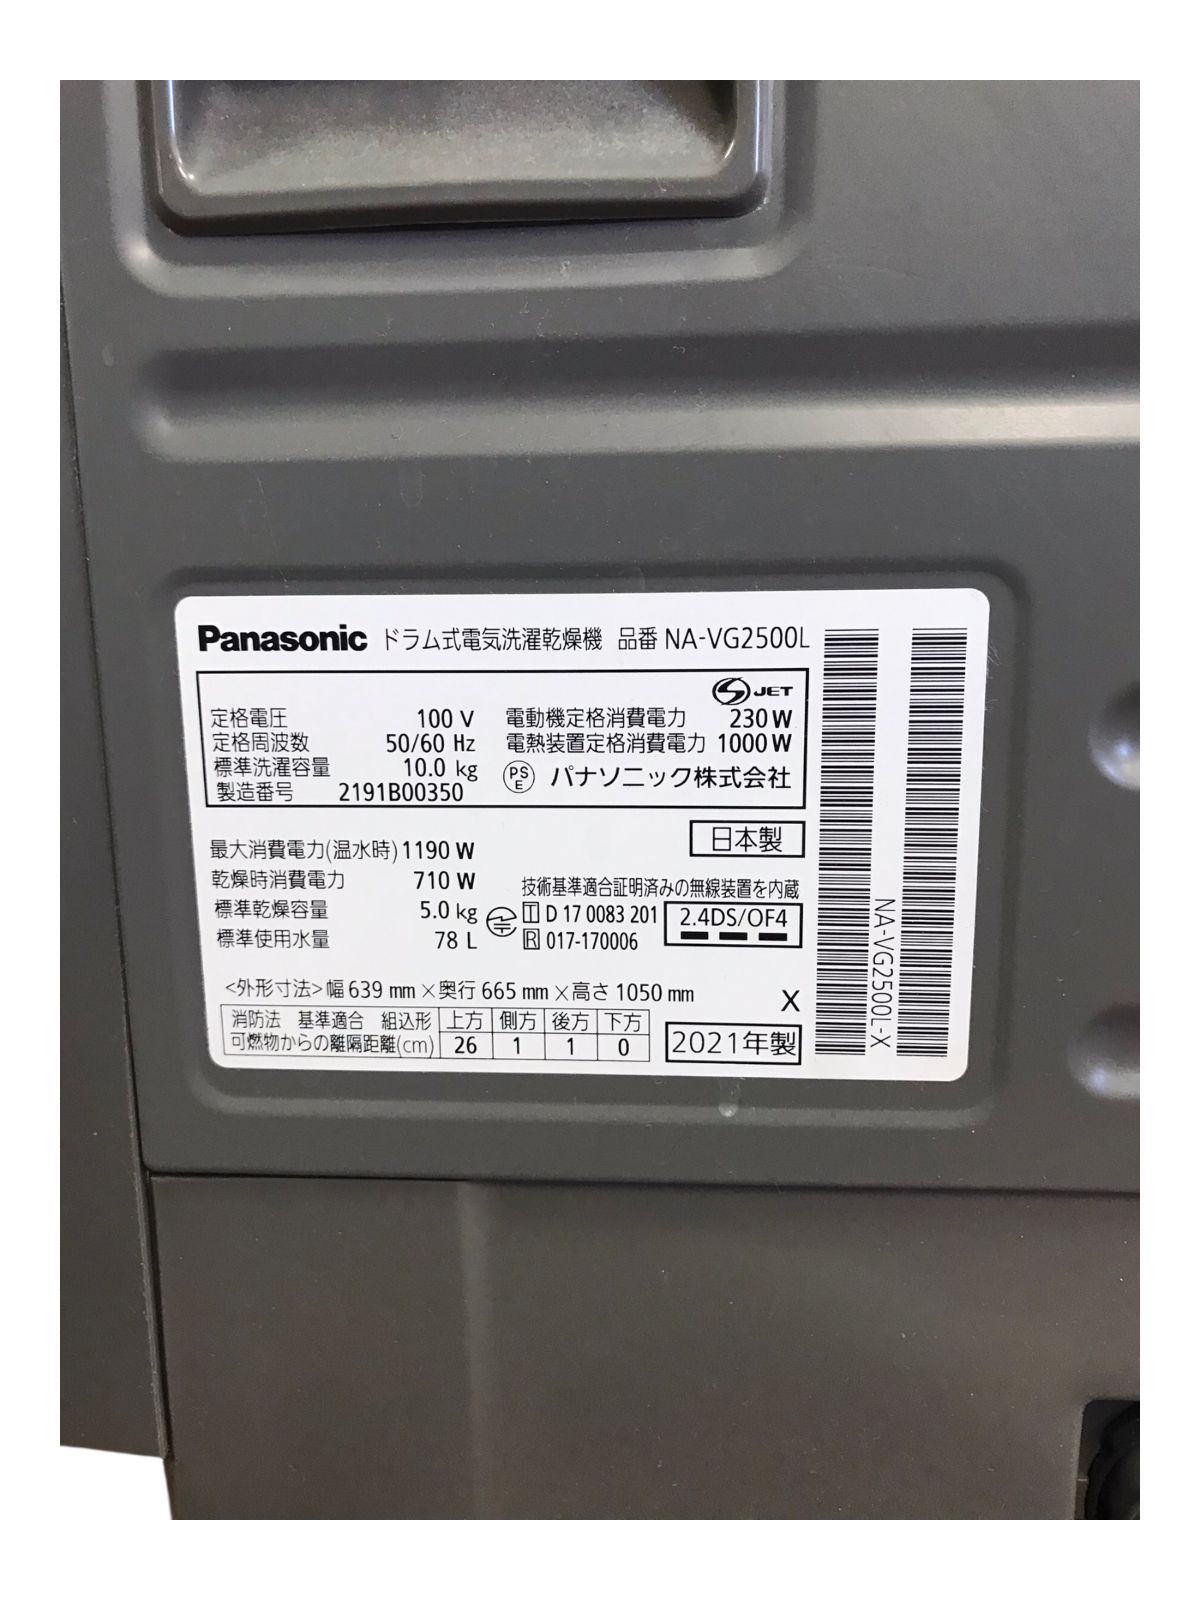 Panasonic ドラム式電気洗濯乾燥機 品番 NA-VG2500L
JET
定格電圧 100 V 電動機定格消費電力 230 W
定格周波数 50/60 Hz 電熱装置定格消費電力 1000 W
標準洗濯容量 10.0 kg PSE パナソニック株式会社
製造番号 2191B00350
日本製
最大消費電力(温水時) 1190 W
乾燥時消費電力 710 W 技術基準適合証明済みの無線装置を内蔵
標準乾燥容量 5.0 kg T D 17 0083 201 2.4DS/OF4
標準使用水量 78 L R 017-170006
<外形寸法>幅 639 mm×奥行 665 mm×高さ 1050 mm X
消防法 基準適合 組込形 上方 側方 後方 下方
可燃物からの離隔距離(cm) 26 1 1 0 2021年製
NA-VG2500L-X